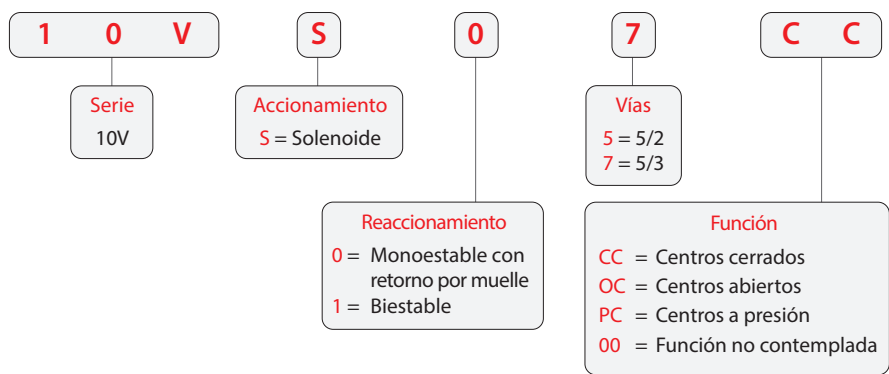 1 0 V S 0 7 C C
Serie
10V
Accionamiento
S = Solenoide
Vías
5 = 5/2
7 = 5/3
Reaccionamiento
0 = Monoestable con
retorno por muelle
1 = Biestable
Función
CC = Centros cerrados
OC = Centros abiertos
PC = Centros a presión
00 = Función no contemplada